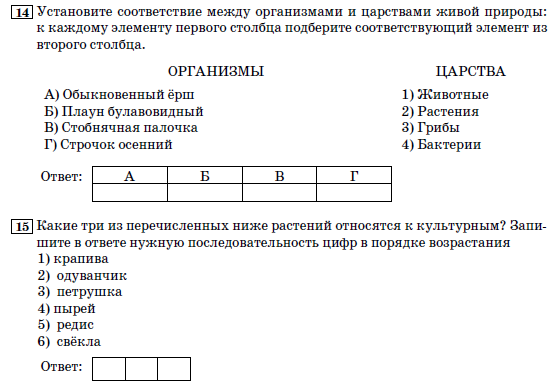 14 Установите соответствие между организмами и царствами живой природы:
к каждому элементу первого столбца подберите соответствующий элемент из
второго столбца.
ОРГАНИЗМЫ ЦАРСТВА
А) Обыкновенный ёрш 1) Животные
Б) Плаун булавовидный 2) Растения
В) Стобнячная палочка 3) Грибы
Г) Строчок осенний 4) Бактерии
Ответ: А Б В Г
15 Какие три из перечисленных ниже растений относятся к культурным? Запи-
шите в ответе нужную последовательность цифр в порядке возрастания
1) крапива
2) одуванчик
3) петрушка
4) пырей
5) редис
6) свёкла
Ответ: